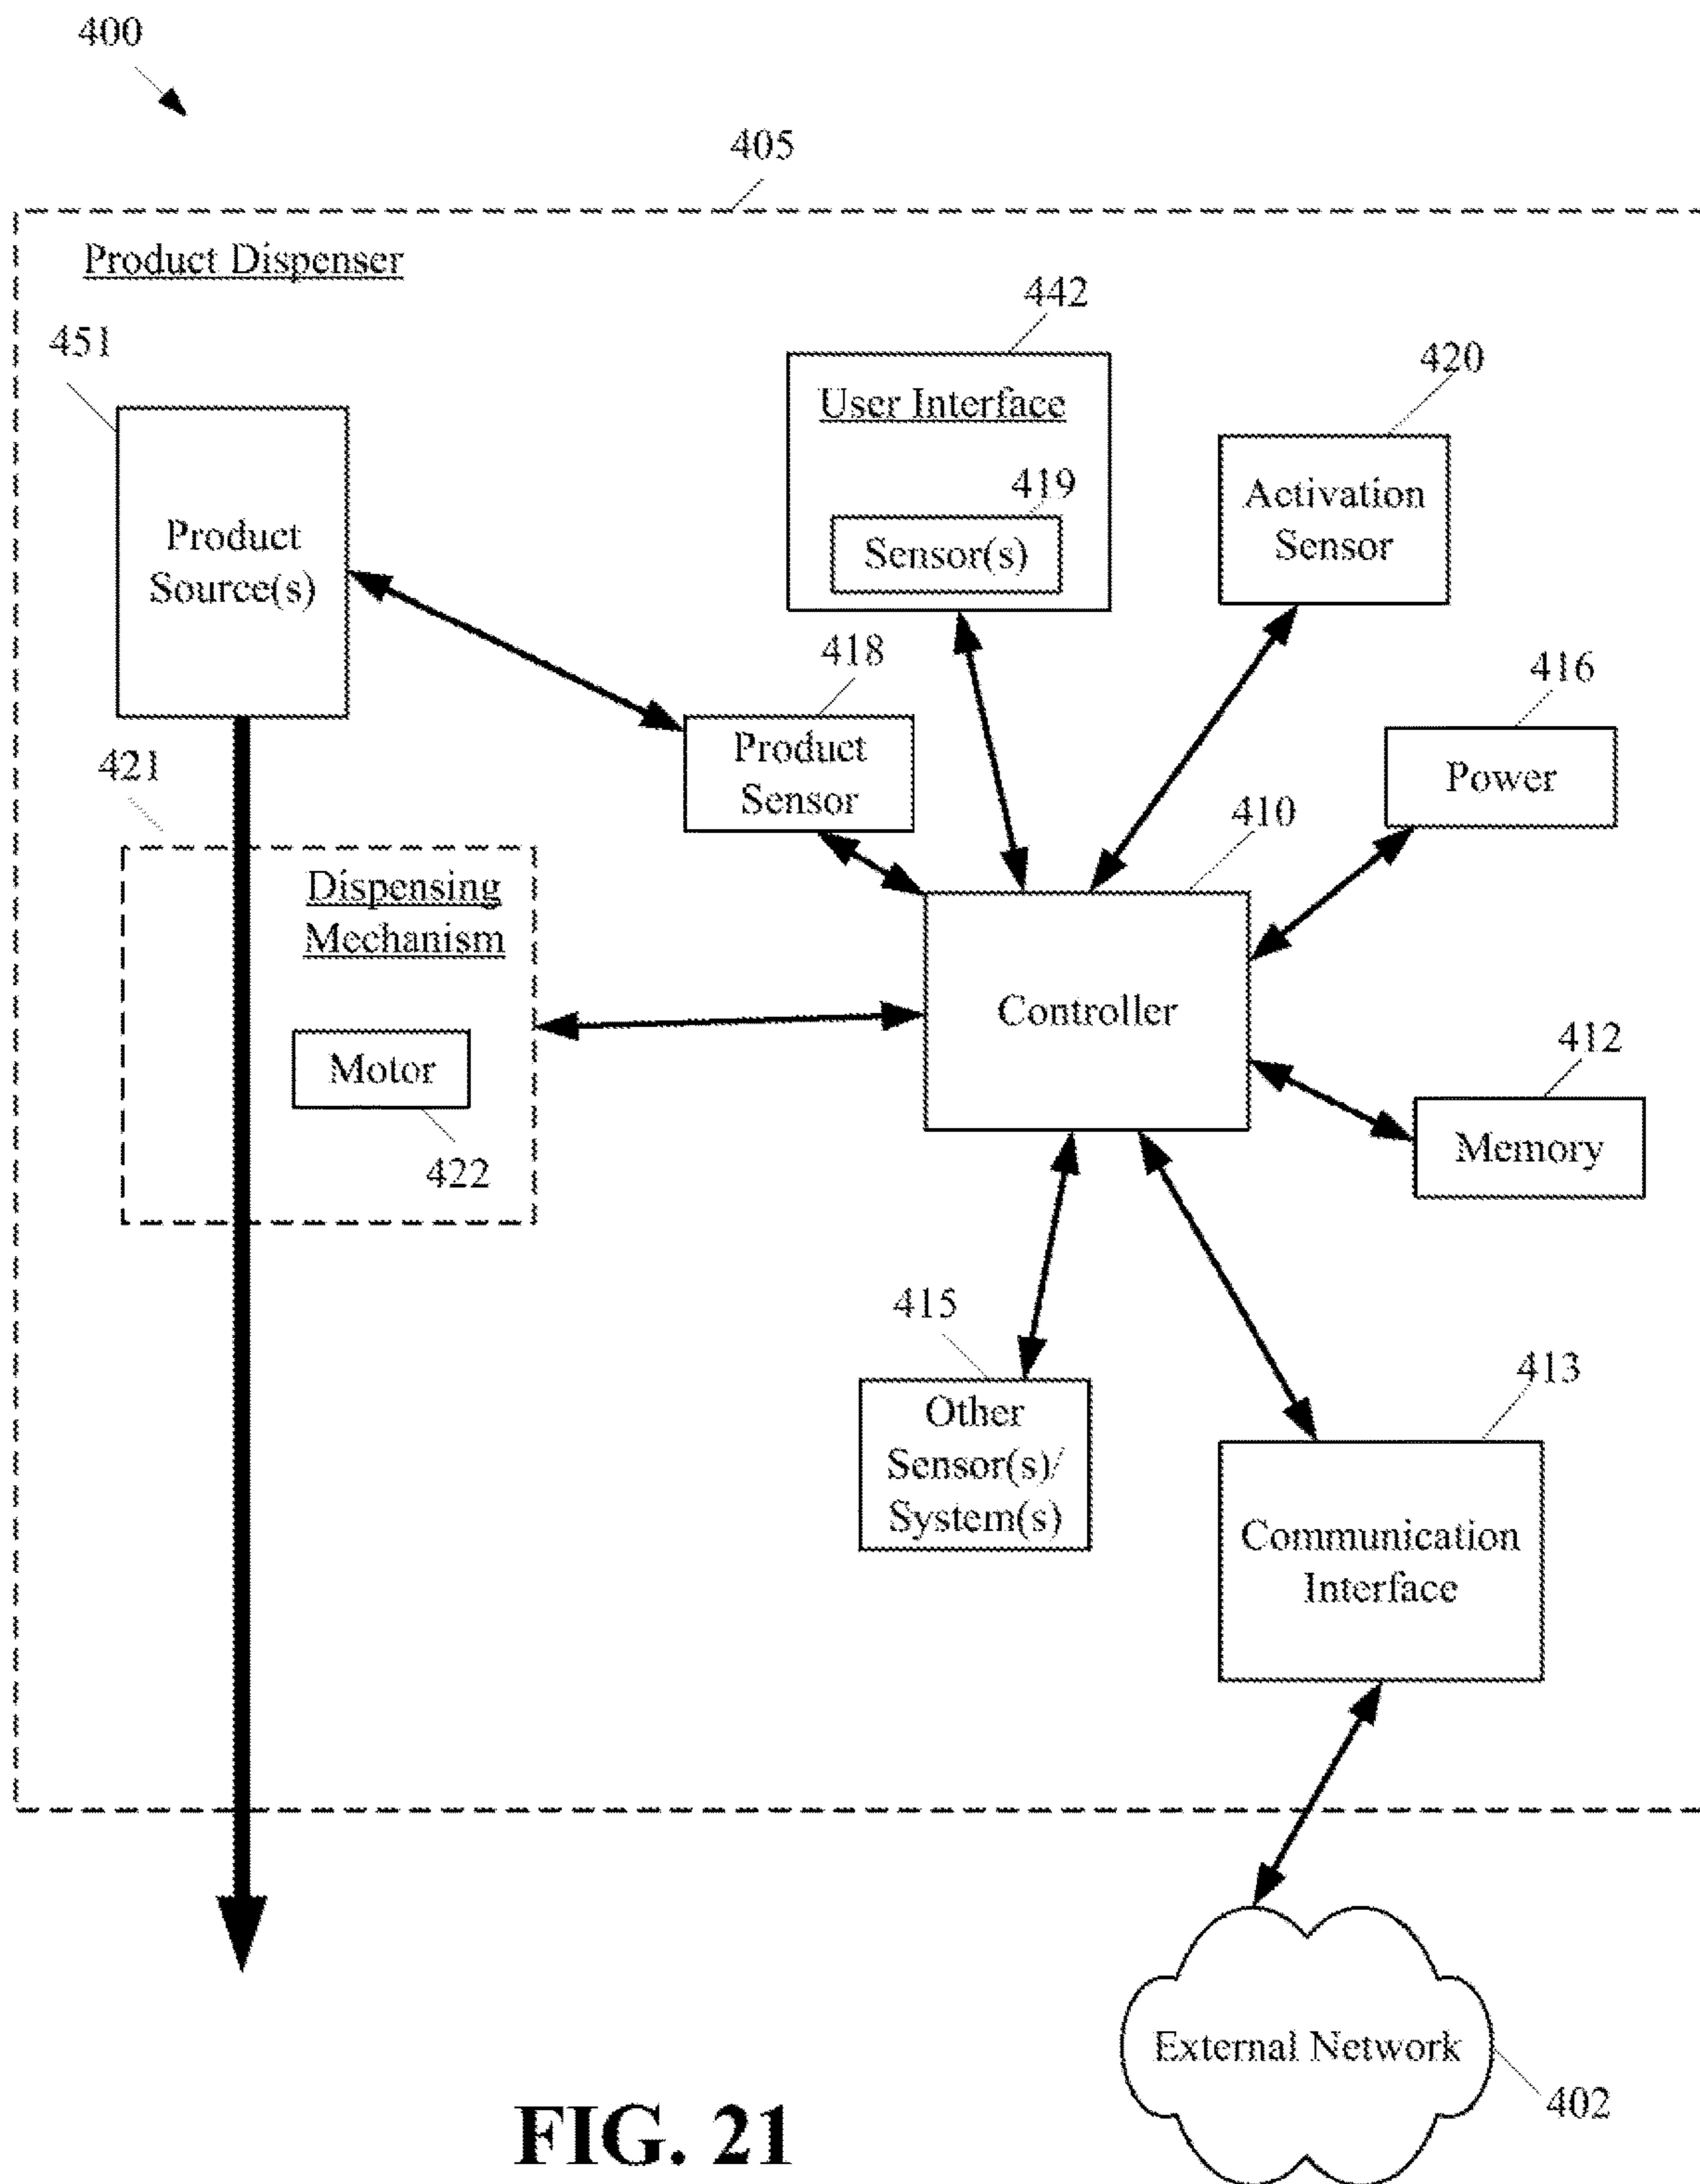 400
405
Product Dispenser
442
451
420
User Interface
419
Activation
Sensor
Sensor(s)
Product
Source(s)
418
416
Product
Sensor
Power
421
410
Dispensing
Mechanism
Controller
412
Motor
Memory
422
415
413
Other
Sensor(s)/
System(s)
Communication
Interface
External Network
402
FIG. 21